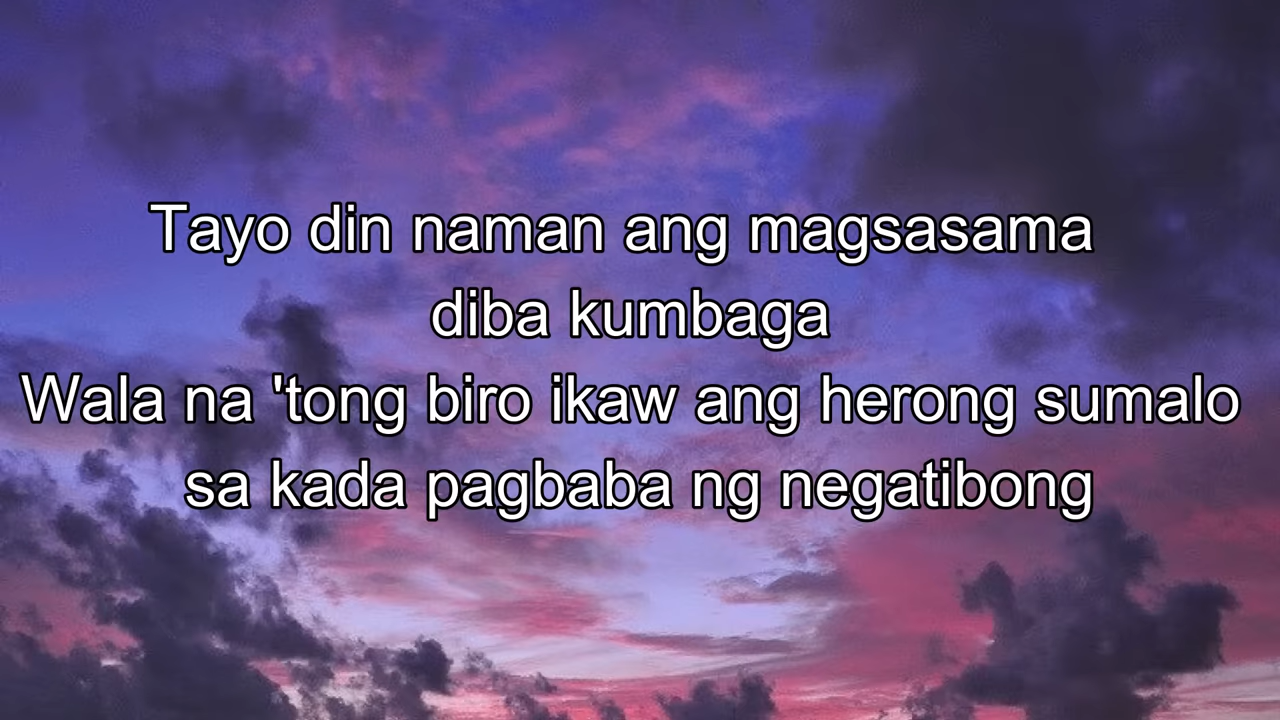 Tayo din naman ang magsasama
diba kumbaga
Wala na 'tong biro ikaw ang herong sumalo
sa kada pagbaba ng negatibong